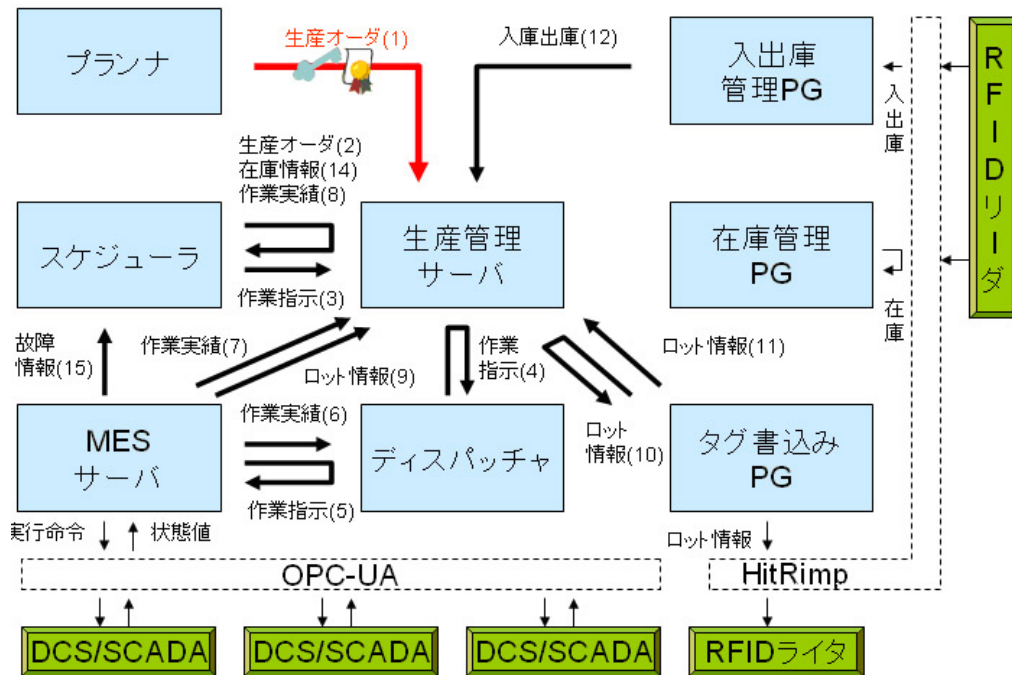 プランナ
生産オーダ(1)
入庫出庫(12)
入出庫
管理PG
入出庫
RFIDリーダ
生産オーダ(2)
在庫情報(14)
作業実績(8)
スケジューラ
作業指示(3)
生産管理
サーバ
在庫管理
PG
在庫
故障
情報(15)
作業実績(7)
ロット情報(9)
作業
指示(4)
ロット情報(11)
MES
サーバ
作業実績(6)
作業指示(5)
ディスパッチャ
ロット
情報(10)
タグ書込み
PG
実行命令
状態値
ロット情報
OPC-UA
HitRimp
DCS/SCADA
DCS/SCADA
DCS/SCADA
RFIDライタ